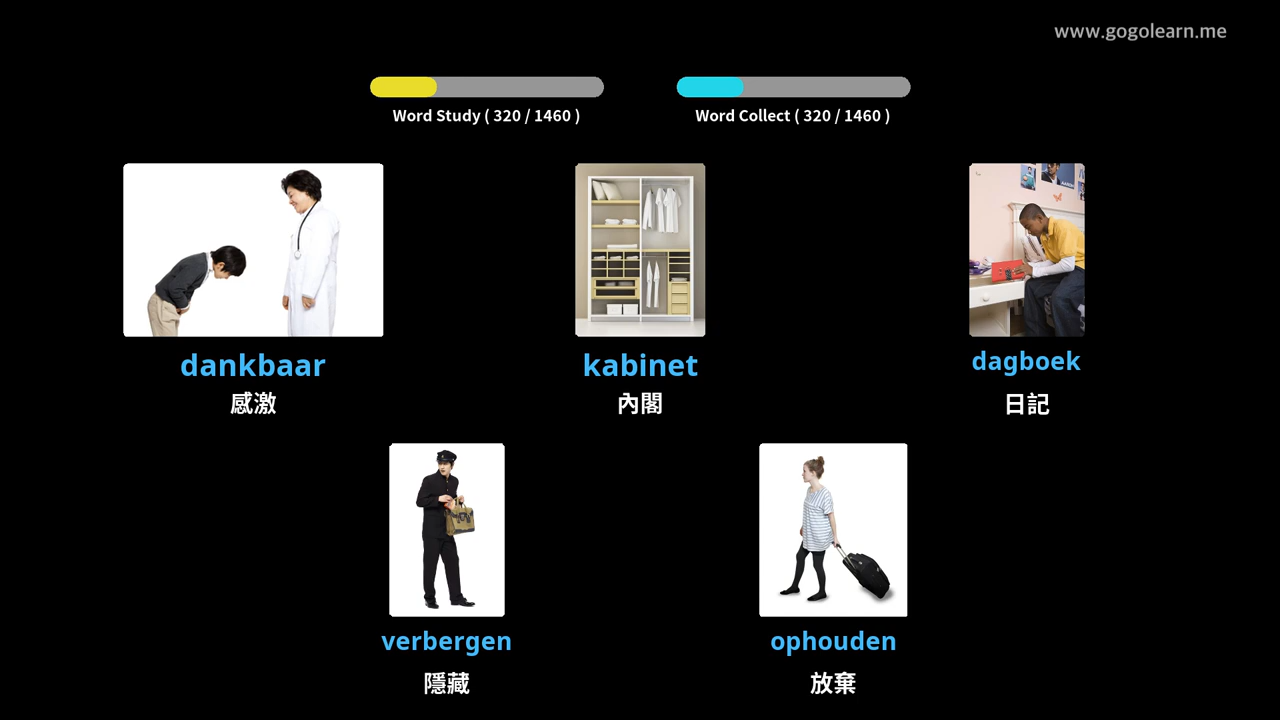 www.gogolearn.me
Word Study ( 320 / 1460 )
Word Collect ( 320 / 1460 )
dankbaar
感激
kabinet
內閣
dagboek
日記
verbergen
隱藏
ophouden
放棄